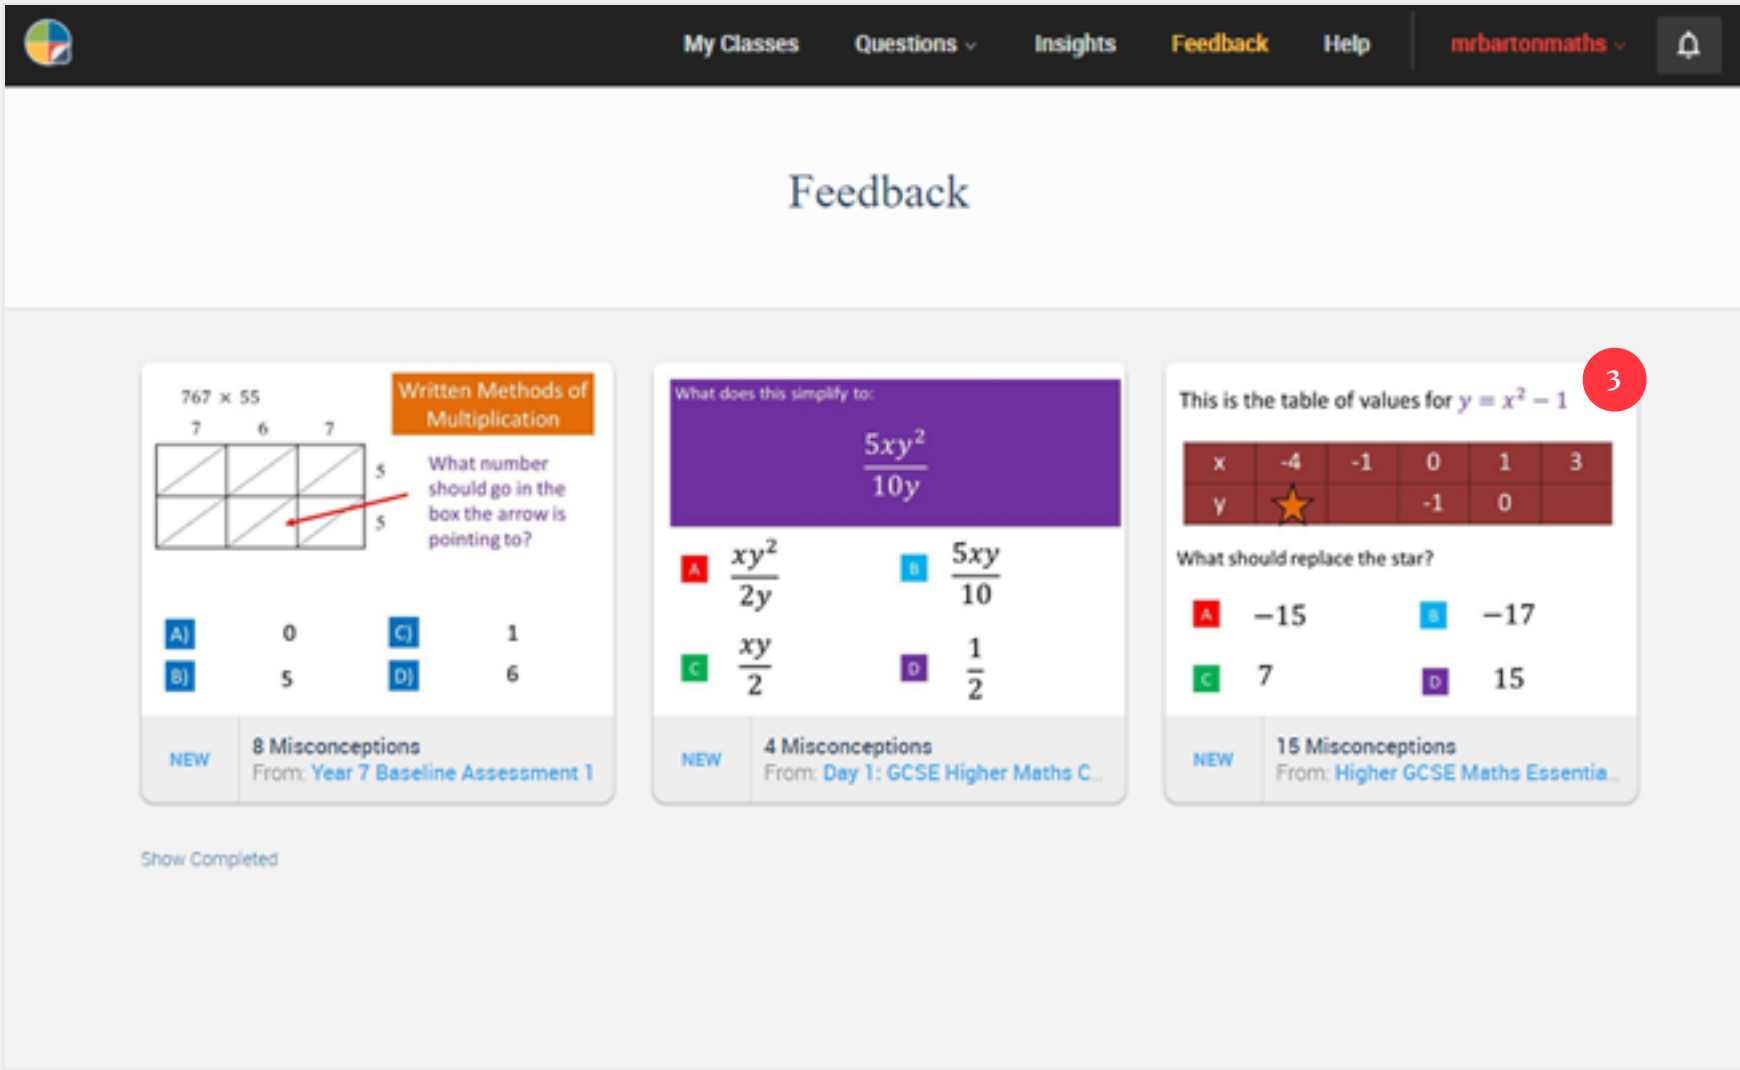 My Classes Questions Insights Feedback Help mrbartonmaths
Feedback
767 × 55
7 6 7
5
5
Written Methods of
Multiplication
What number
should go in the
box the arrow is
pointing to?
A) 0 C) 1
B) 5 D) 6
8 Misconceptions
NEW
From: Year 7 Baseline Assessment 1
What does this simplify to:
5xy²
10y
A xy²/2y B 5xy/10
C xy/2 D 1/2
4 Misconceptions
NEW
From: Day 1: GCSE Higher Maths C...
3
This is the table of values for y = x² − 1
x -4 -1 0 1 3
y -1 0
What should replace the star?
A −15 B −17
C 7 D 15
15 Misconceptions
NEW
From: Higher GCSE Maths Essentia...
Show Completed